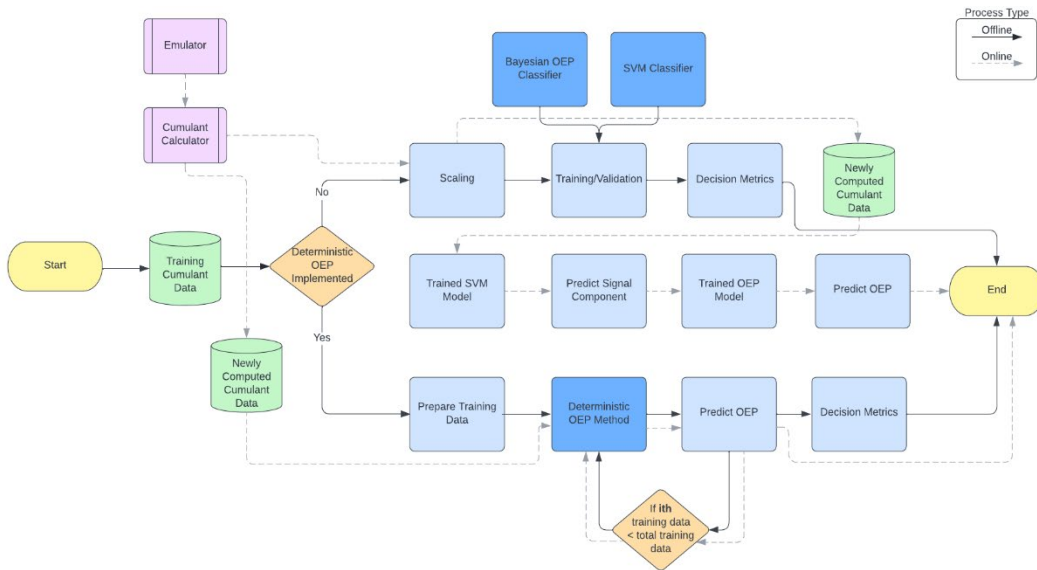 Process Type
Offline
Online
Emulator
Bayesian OEP
Classifier
SVM Classifier
Cumulant
Calculator
Scaling
Training/Validation
Decision Metrics
Newly
Computed
Cumulant
Data
No
Start
Training
Cumulant
Data
Deterministic
OEP
Implemented
Trained SVM
Model
Predict Signal
Component
Trained OEP
Model
Predict OEP
End
Yes
Newly
Computed
Cumulant
Data
Prepare Training
Data
Deterministic
OEP Method
Predict OEP
Decision Metrics
If ith
training data
< total training
data